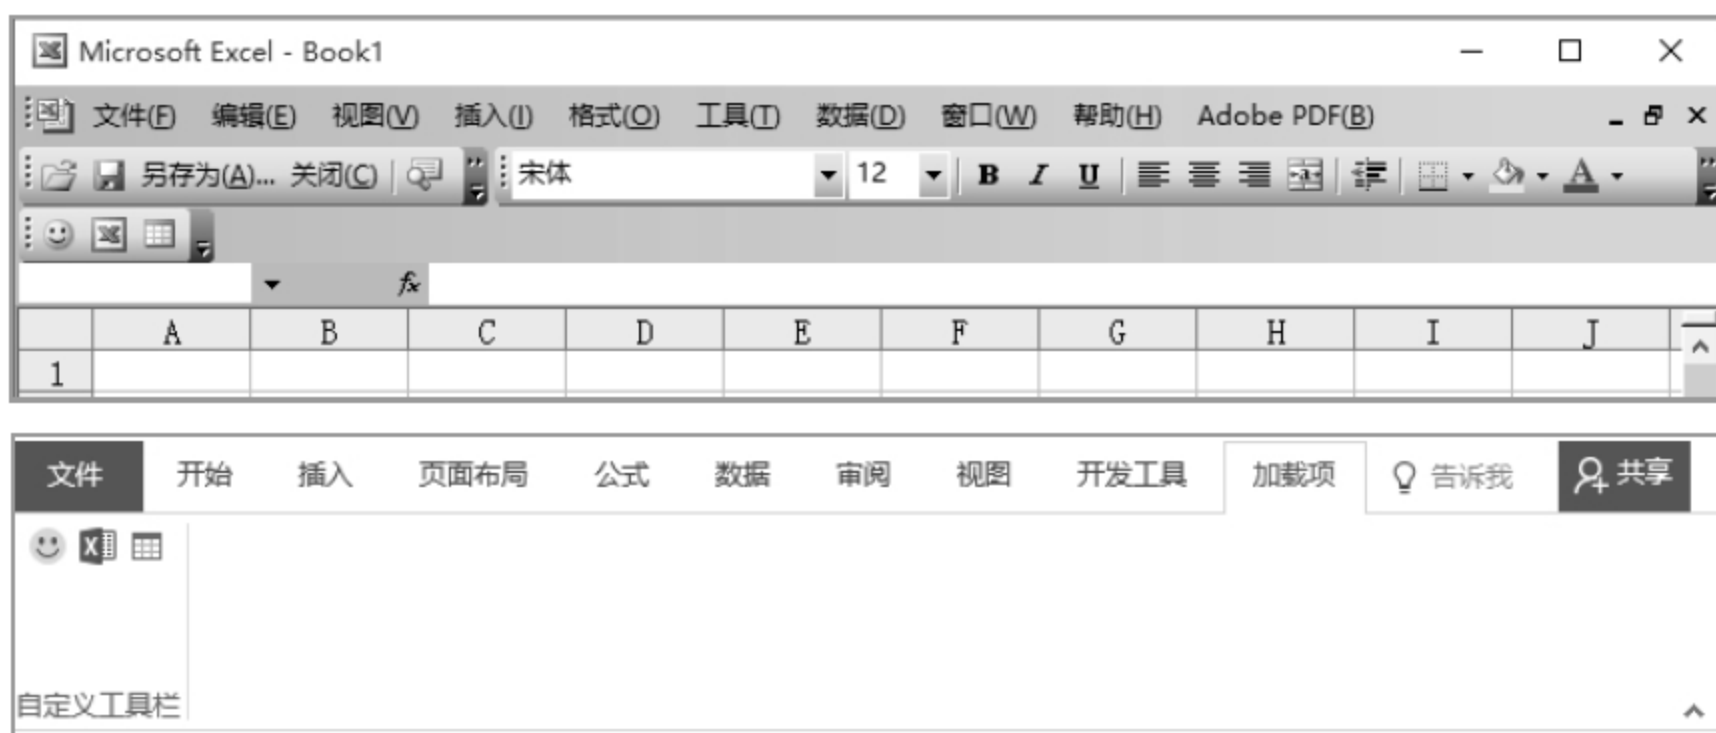 Microsoft Excel - Book1
文件(F) 编辑(E) 视图(V) 插入(I) 格式(O) 工具(T) 数据(D) 窗口(W) 帮助(H) Adobe PDF(B)
另存为(A)... 关闭(C) 宋体 12 B I U A
fx
A B C D E F G H I J
1
文件 开始 插入 页面布局 公式 数据 审阅 视图 开发工具 加载项 告诉我 共享
自定义工具栏